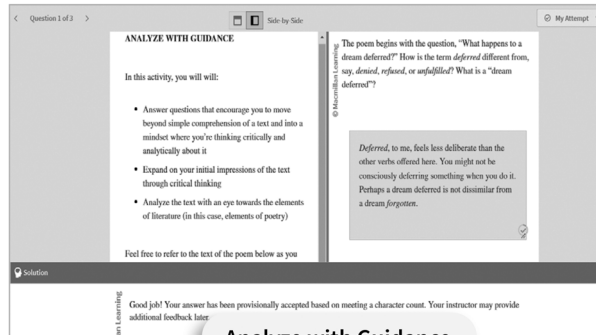 Question 1 of 3
Side-by-Side
My Attempt
ANALYZE WITH GUIDANCE
In this activity, you will will:
• Answer questions that encourage you to move
beyond simple comprehension of a text and into a
mindset where you're thinking critically and
analytically about it
• Expand on your initial impressions of the text
through critical thinking
• Analyze the text with an eye towards the elements
of literature (in this case, elements of poetry)
Feel free to refer to the text of the poem below as you
© Macmillan Learning
The poem begins with the question, "What happens to a
dream deferred?" How is the term deferred different from,
say, denied, refused, or unfulfilled? What is a "dream
deferred"?
Deferred, to me, feels less deliberate than the
other verbs offered here. You might not be
consciously deferring something when you do it.
Perhaps a dream deferred is not dissimilar from
a dream forgotten.
Solution
an Learning
Good job! Your answer has been provisionally accepted based on meeting a character count. Your instructor may provide
additional feedback later
Analyze with Guidance